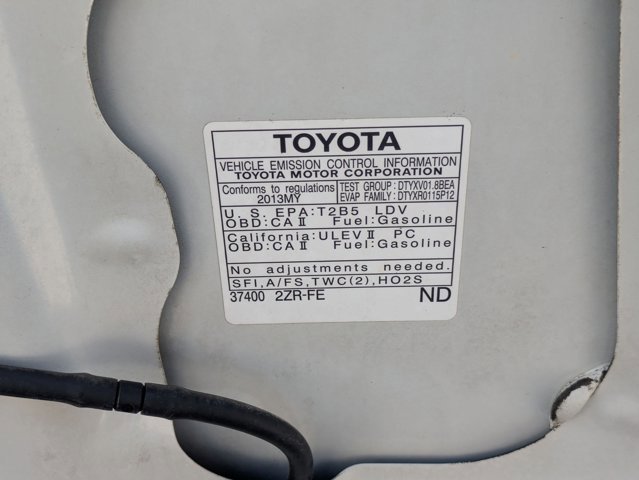 TOYOTA
VEHICLE EMISSION CONTROL INFORMATION
TOYOTA MOTOR CORPORATION
Conforms to regulations 2013MY
TEST GROUP : DTYXV01.8BEA
EVAP FAMILY : DTYXR0115P12
U. S. EPA:T2B5 LDV
OBD:CAⅡ Fuel:Gasoline
California:ULEVⅡ PC
OBD:CAⅡ Fuel:Gasoline
No adjustments needed.
SFI,A/FS,TWC(2),HO2S
37400 2ZR-FE ND